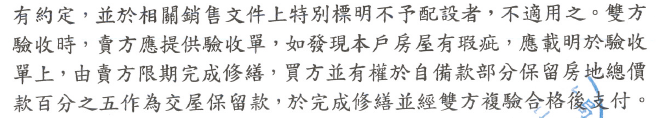 有約定，並於相關銷售文件上特別標明不予配設者，不適用之。雙方
驗收時，賣方應提供驗收單，如發現本戶房屋有瑕疵，應載明於驗收
單上，由賣方限期完成修繕，買方並有權於自備款部分保留房地總價
款百分之五作為交屋保留款，於完成修繕並經雙方複驗合格後支付。